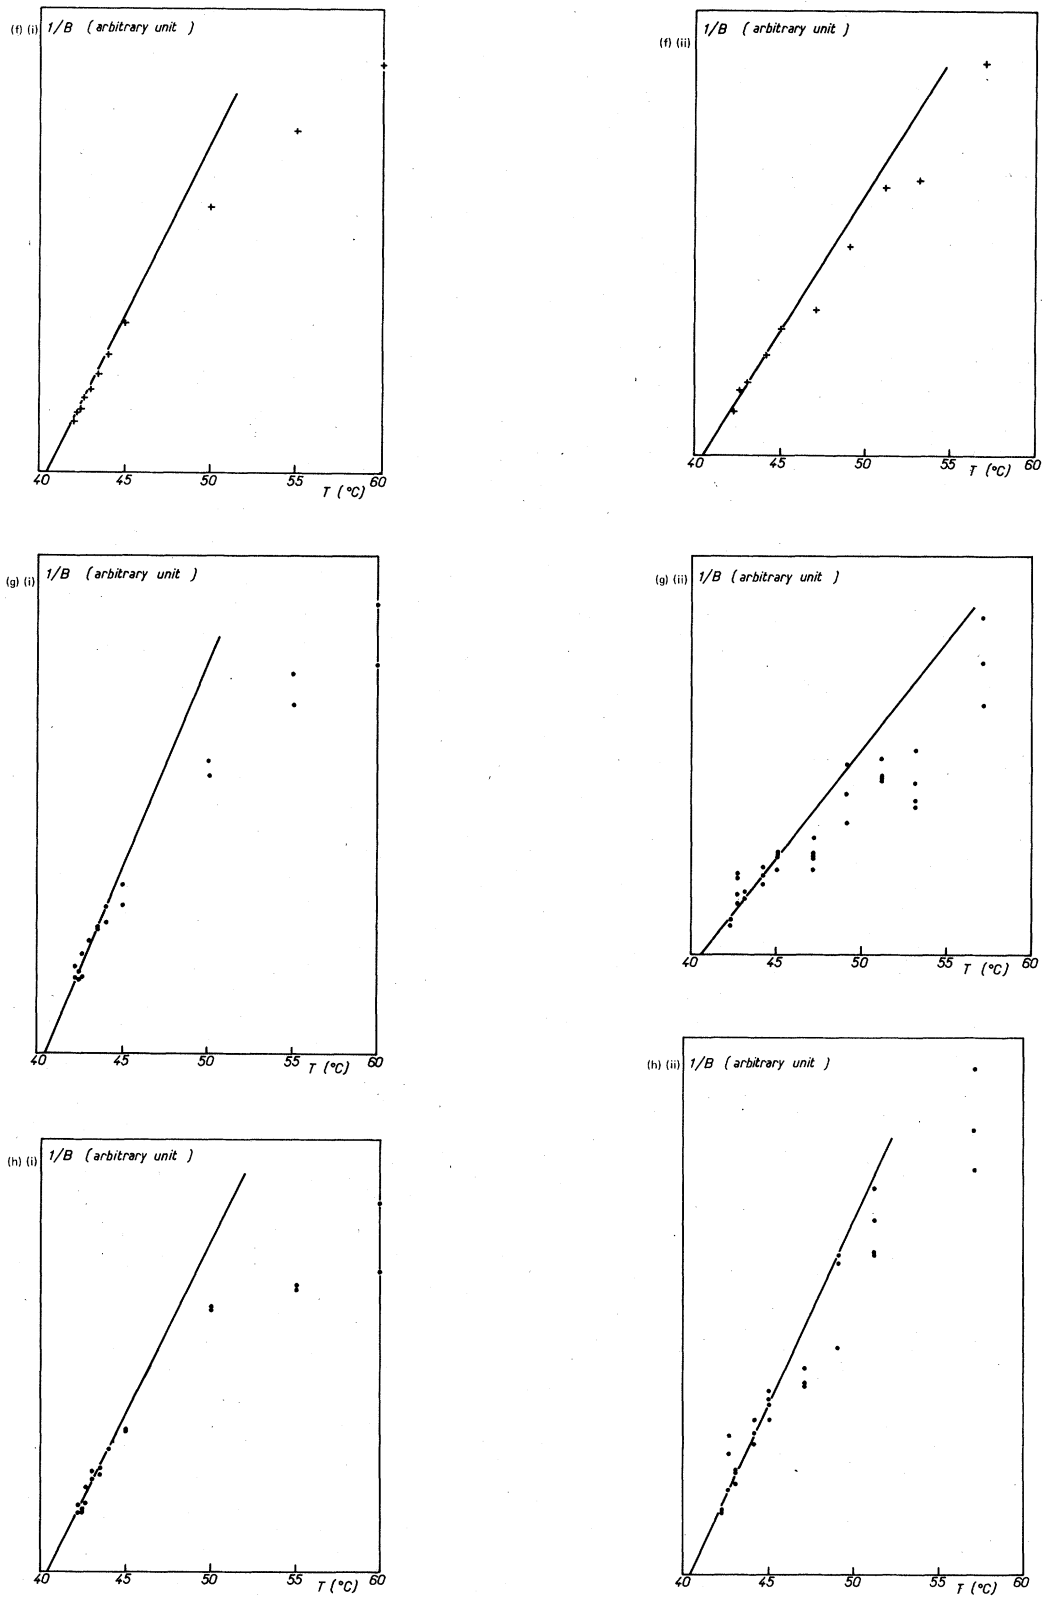 (f) (i) 1/B ( arbitrary unit )
40 45 50 55 60
T (°C)
(f) (ii) 1/B ( arbitrary unit )
40 45 50 55 60
T (°C)
(g) (i) 1/B ( arbitrary unit )
40 45 50 55 60
T (°C)
(g) (ii) 1/B ( arbitrary unit )
40 45 50 55 60
T (°C)
(h) (i) 1/B ( arbitrary unit )
40 45 50 55 60
T (°C)
(h) (ii) 1/B ( arbitrary unit )
40 45 50 55 60
T (°C)